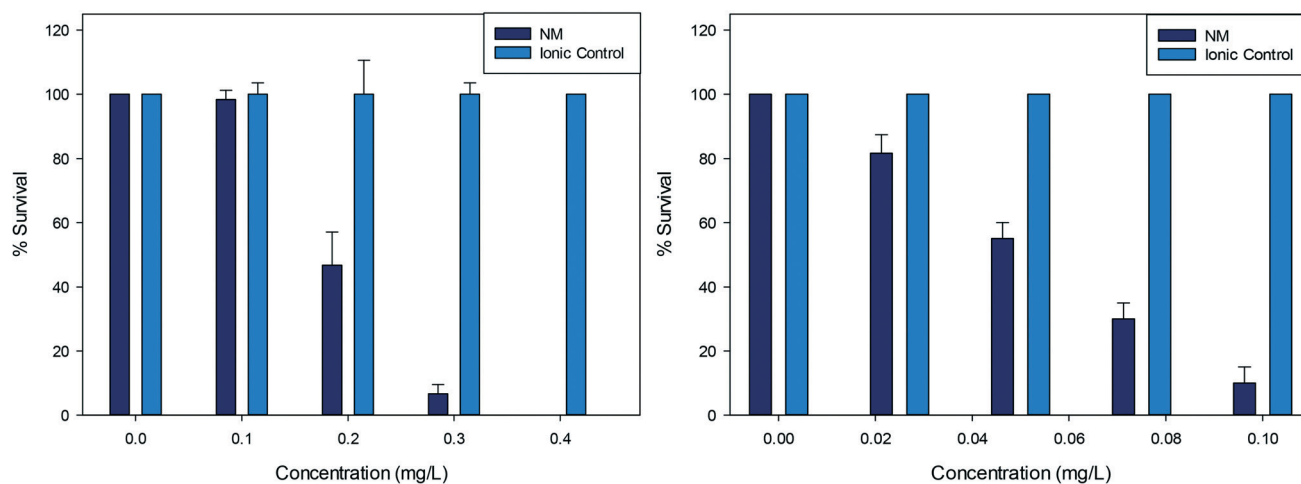 120
100
80
60
40
20
0
% Survival
NM
Ionic Control
0.0 0.1 0.2 0.3 0.4
Concentration (mg/L)
120
100
80
60
40
20
0
% Survival
NM
Ionic Control
0.00 0.02 0.04 0.06 0.08 0.10
Concentration (mg/L)